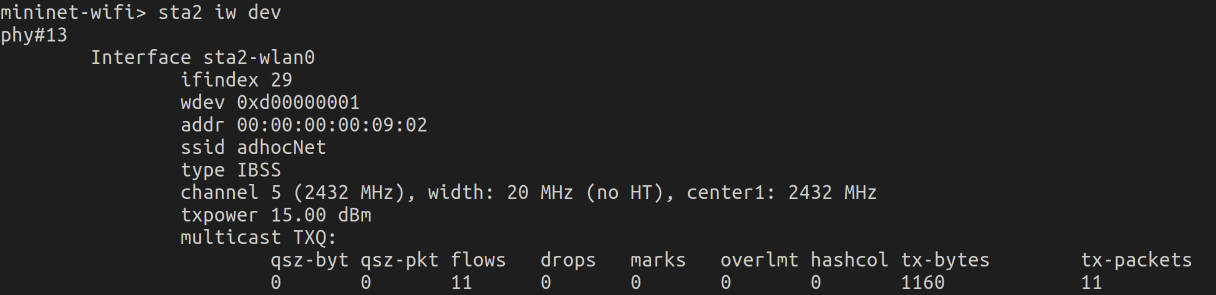 mininet-wifi> sta2 iw dev
phy#13
Interface sta2-wlan0
ifindex 29
wdev 0xd00000001
addr 00:00:00:00:09:02
ssid adhocNet
type IBSS
channel 5 (2432 MHz), width: 20 MHz (no HT), center1: 2432 MHz
txpower 15.00 dBm
multicast TXQ:
qsz-byt qsz-pkt flows drops marks overlmt hashcol tx-bytes tx-packets
0 0 11 0 0 0 0 1160 11